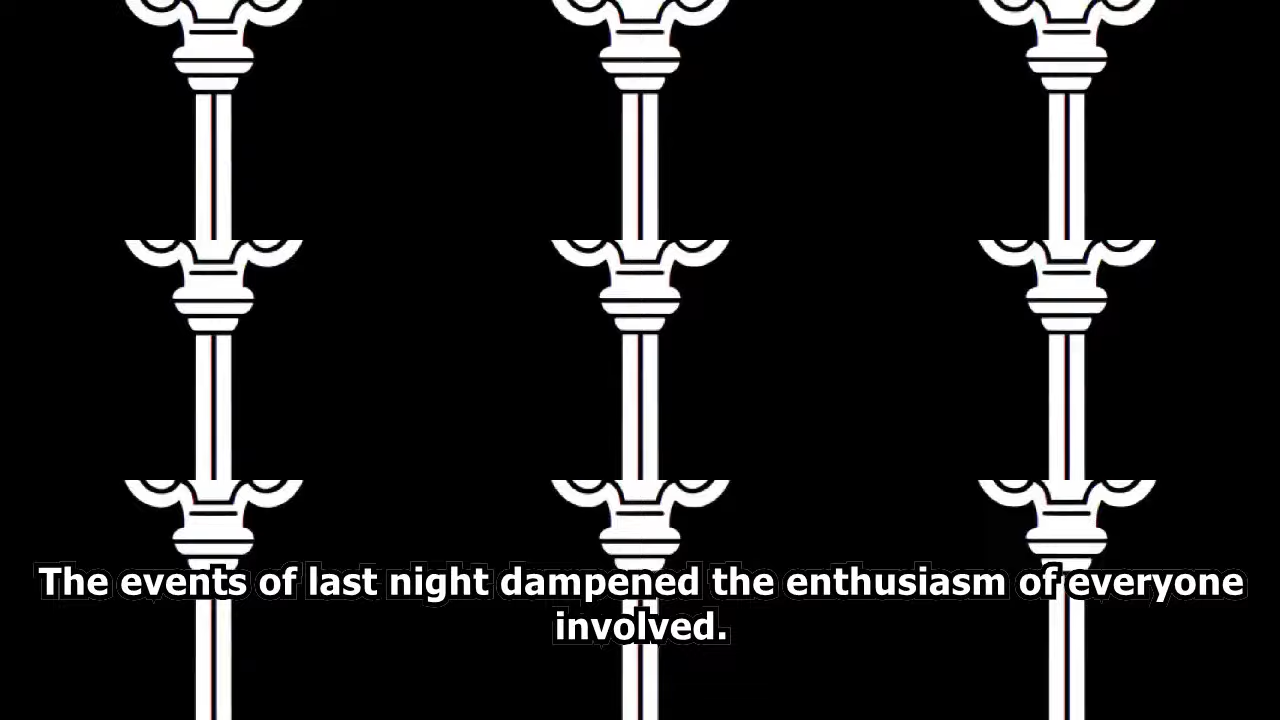 The events of last night dampened the enthusiasm of everyone
involved.